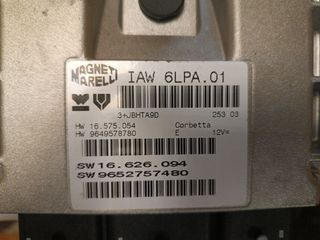 MAGNETI
MARELLI
IAW 6LPA.01
3+JBHTA9D 253 03
HW 16.575.054 Corbetta
HW 9649578780 E 12V=
SW 16.626.094
SW 9652757480